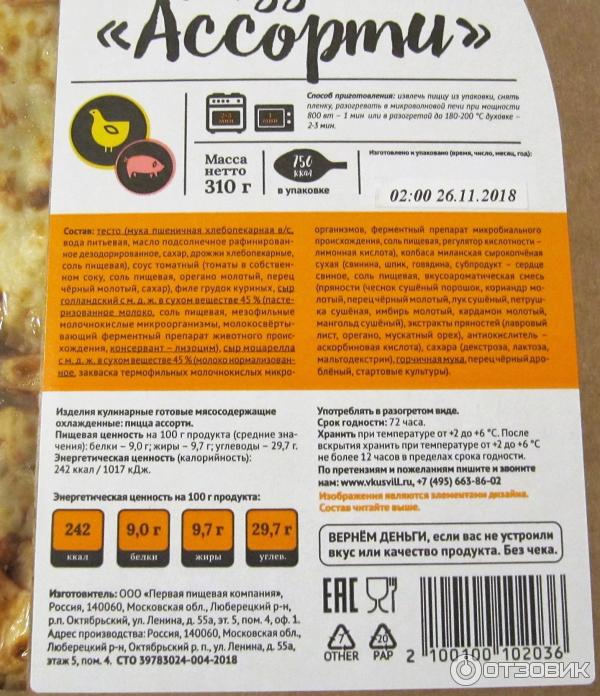 «Ассорти»
Способ приготовления: извлечь пиццу из упаковки, снять
пленку, разогревать в микроволновой печи при мощности
800 вт – 1 мин или в разогретой до 180-200 °С духовке –
2-3 мин.
2-3
мин
1
мин
Масса
нетто
310 г
750
ккал
в упаковке
Изготовлено и упаковано (время, число, месяц, год):
02:00 26.11.2018
Состав: тесто (мука пшеничная хлебопекарная в/с,
вода питьевая, масло подсолнечное рафинирован-
ное дезодорированное, сахар, дрожжи хлебопекарные,
соль пищевая), соус томатный (томаты в собствен-
ном соку, соль пищевая, орегано молотый, перец
чёрный молотый, сахар), филе грудок куриных, сыр
голландский с м. д. ж. в сухом веществе 45 % (пасте-
ризованное молоко, соль пищевая, мезофильные
молочнокислые микроорганизмы, молокосвёрты-
вающий ферментный препарат животного проис-
хождения, консервант – лизоцим), сыр моцарелла
с м. д. ж. в сухом веществе 45 % (молоко нормализован-
ное, закваска термофильных молочнокислых микро-
организмов, ферментный препарат микробиального
происхождения, соль пищевая, регулятор кислотности –
лимонная кислота), колбаса миланская сырокопчёная
сухая (свинина, шпик, говядина, субпродукт – сердце
свиное, соль пищевая, вкусоароматическая смесь
(пряности (чеснок сушёный порошок, кориандр мо-
лотый, перец чёрный молотый, лук сушёный, петруш-
ка сушёная, имбирь молотый, кардамон молотый,
мангольд сушёный), экстракты пряностей (лавровый
лист, орегано, мускатный орех), антиокислитель –
аскорбиновая кислота), сахара (декстроза, лактоза,
мальтодекстрин), горчичная мука, перец чёрный дро-
блёный, стартовые культуры).
Изделия кулинарные готовые мясосодержащие
охлажденные: пицца ассорти.
Пищевая ценность на 100 г продукта (средние зна-
чения): белки – 9,0 г; жиры – 9,7 г; углеводы – 29,7 г.
Энергетическая ценность (калорийность):
242 ккал / 1017 кДж.
Энергетическая ценность на 100 г продукта:
242 9,0 г 9,7 г 29,7 г
ккал белки жиры углев.
Употреблять в разогретом виде.
Срок годности: 72 часа.
Хранить при температуре от +2 до +6 °С. После
вскрытия хранить при температуре от +2 до +6 °С
не более 12 часов в пределах срока годности.
По претензиям и пожеланиям пишите и звоните
нам: www.vkusvill.ru, +7 (495) 663-86-02
Изображения являются элементами дизайна.
Состав читайте выше.
ВЕРНЁМ ДЕНЬГИ, если вас не устроили
вкус или качество продукта. Без чека.
Изготовитель: ООО «Первая пищевая компания»,
Россия, 140060, Московская обл., Люберецкий р-н,
р.п. Октябрьский, ул. Ленина, д. 55а, эт. 5, пом. 4, оф. 1.
Адрес производства: Россия, 140060, Московская обл.,
Люберецкий р-н, р.п. Октябрьский, ул. Ленина, д. 55а,
этаж 5, пом. 4. СТО 39783024-004-2018
ЕАС
7
OTHER
20
PAP
2 100100 102036
ОТЗОВИК